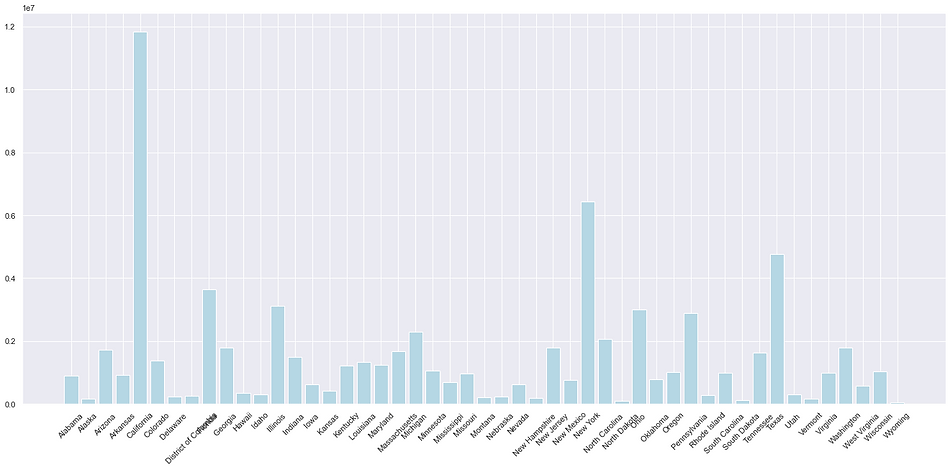 1e7
1.2
1.0
0.8
0.6
0.4
0.2
0.0
Alabama
Alaska
Arizona
Arkansas
California
Colorado
Delaware
District of Columbia
Florida
Georgia
Hawaii
Idaho
Illinois
Indiana
Iowa
Kansas
Kentucky
Louisiana
Maryland
Massachusetts
Michigan
Minnesota
Mississippi
Missouri
Montana
Nebraska
Nevada
New Hampshire
New Jersey
New Mexico
New York
North Carolina
North Dakota
Ohio
Oklahoma
Oregon
Pennsylvania
Rhode Island
South Carolina
South Dakota
Tennessee
Texas
Utah
Vermont
Virginia
Washington
West Virginia
Wisconsin
Wyoming